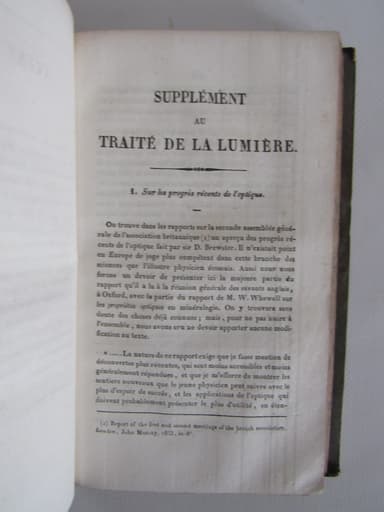 SUPPLÉMENT
AU
TRAITÉ DE LA LUMIÈRE.
1. Sur les progrès récents de l'optique.
On trouve dans les rapports sur la seconde assemblée géné-
rale de l'association britannique (1) un aperçu des progrès ré-
cents de l'optique fait par sir D. Brewster. Il n'existait point
en Europe de juge plus compétent dans cette branche des
sciences que l'illustre physicien écossais. Aussi nous nous
ferons un devoir de présenter ici la majeure partie du
rapport qu'il a lu à la réunion générale des savants anglais,
à Oxford, avec la partie du rapport de M. W. Whewell sur
les propriétés optiques en minéralogie. On y trouvera sans
doute des choses déjà connues; mais, pour ne pas nuire à
l'ensemble, nous avons cru ne devoir apporter aucune modi-
fication au texte.
« ....La nature de ce rapport exige que je fasse mention de
découvertes plus récentes, qui sont moins accessibles et moins
généralement répandues, et que je m'efforce de montrer les
sentiers nouveaux que le jeune physicien peut suivre avec le
plus d'espoir de succès, et les applications de l'optique qui
doivent probablement présenter le plus d'utilité, en éten-
(1) Report of the first and second meetings of the british association.
London, John Murray, 1833, in-8°.